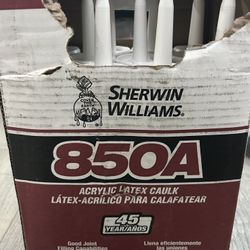 SHERWIN
WILLIAMS®
850A
ACRYLIC LATEX CAULK
LÁTEX-ACRÍLICO PARA CALAFATEAR
45
YEAR/AÑOS
Good Joint
Filling Capabilities
Llena eficientemente
las uniones